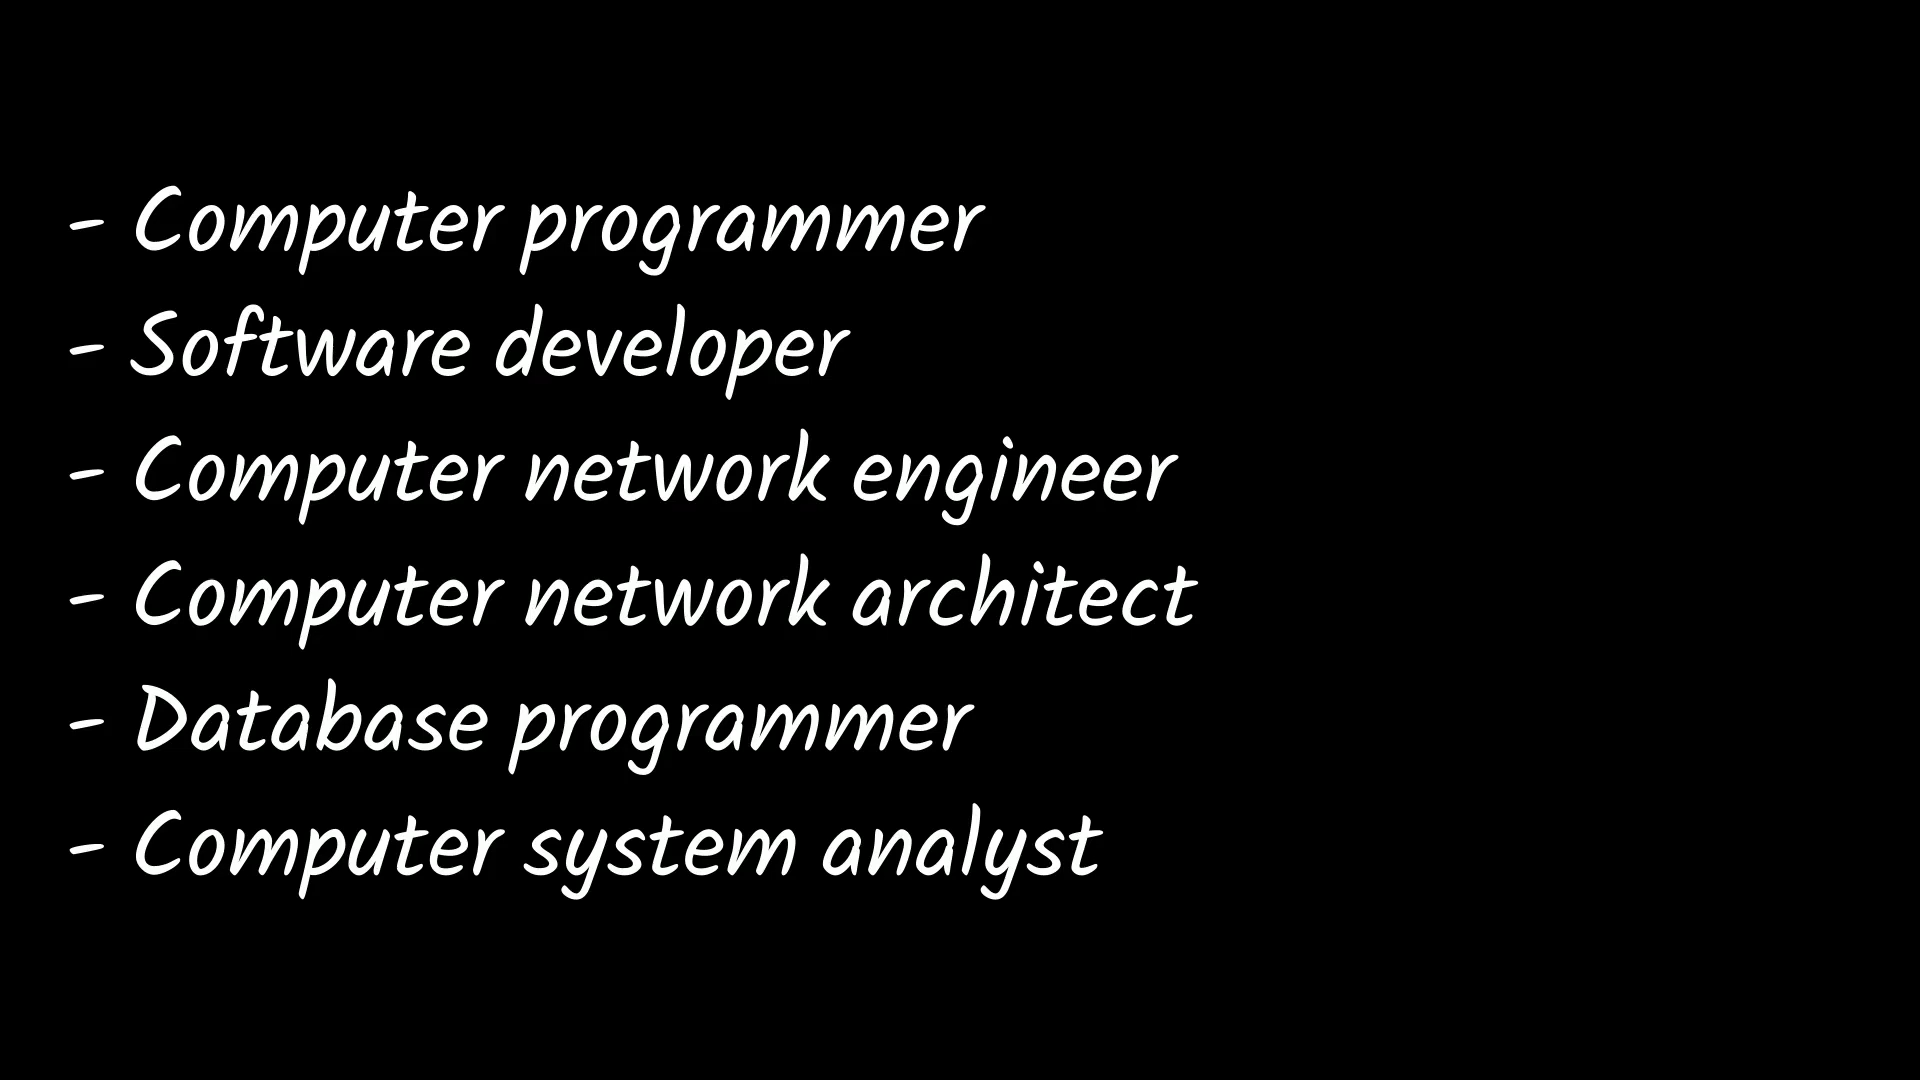 - Computer programmer
- Software developer
- Computer network engineer
- Computer network architect
- Database programmer
- Computer system analyst